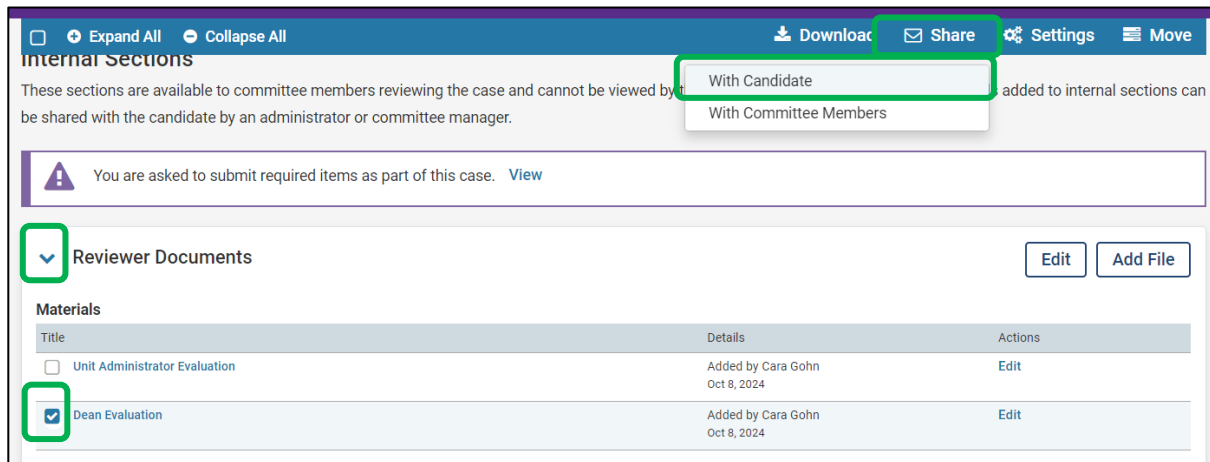 Expand All Collapse All Download Share Settings Move
Internal Sections
With Candidate
These sections are available to committee members reviewing the case and cannot be viewed by added to internal sections can
With Committee Members
be shared with the candidate by an administrator or committee manager.
You are asked to submit required items as part of this case. View
Reviewer Documents Edit Add File
Materials
Title Details Actions
Unit Administrator Evaluation Added by Cara Gohn Edit
Oct 8, 2024
Dean Evaluation Added by Cara Gohn Edit
Oct 8, 2024